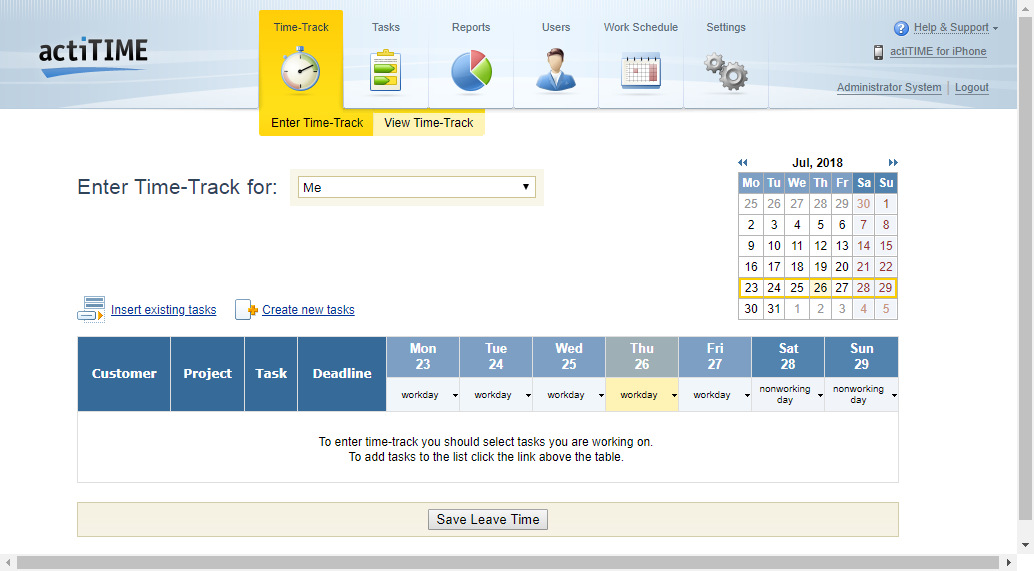 actiTIME
Time-Track
Tasks
Reports
Users
Work Schedule
Settings
Help & Support
actiTIME for iPhone
Administrator System
Logout
Enter Time-Track
View Time-Track
Enter Time-Track for:
Me
Jul, 2018
Mo Tu We Th Fr Sa Su
25 26 27 28 29 30 1
2 3 4 5 6 7 8
9 10 11 12 13 14 15
16 17 18 19 20 21 22
23 24 25 26 27 28 29
30 31 1 2 3 4 5
Insert existing tasks
Create new tasks
Customer
Project
Task
Deadline
Mon
23
Tue
24
Wed
25
Thu
26
Fri
27
Sat
28
Sun
29
workday
workday
workday
workday
workday
nonworking
day
nonworking
day
To enter time-track you should select tasks you are working on.
To add tasks to the list click the link above the table.
Save Leave Time